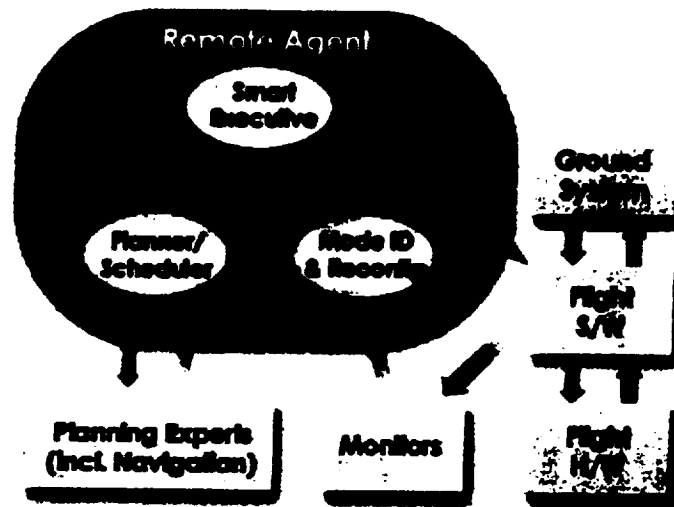 Remote Agent
Smart
Executive
Ground
System
Planner/
Scheduler
Mode ID
& Reconfig
Flight
S/W
Planning Experts
(incl. Navigation)
Monitors
Flight
H/W